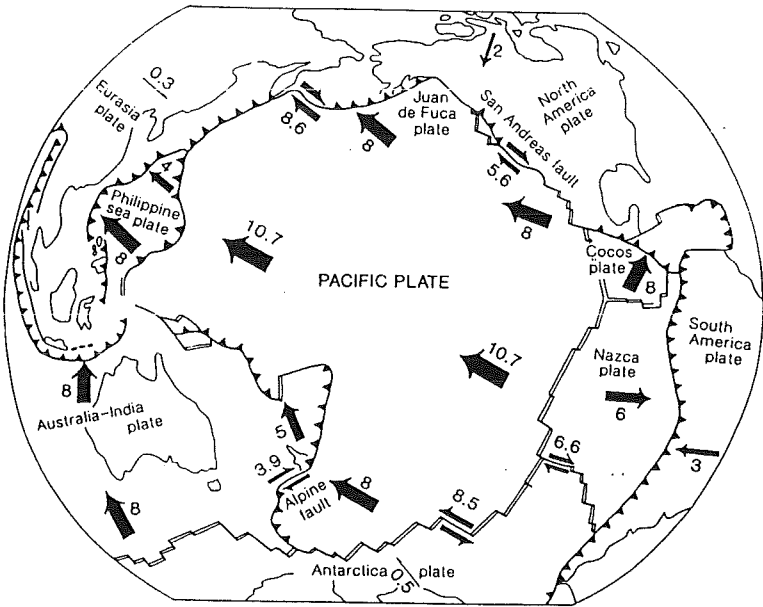 2
0.3
Eurasia
plate
North
America
plate
Juan
de Fuca
plate
San Andreas fault
8.6
8
5.6
4
Philippine
sea plate
8
10.7
8
Cocos
plate
8
PACIFIC PLATE
South
America
plate
10.7
Nazca
plate
8
Australia–India
plate
6
5
3.9
6.6
3
Alpine
fault
8
8.5
8
Antarctica plate
0.5